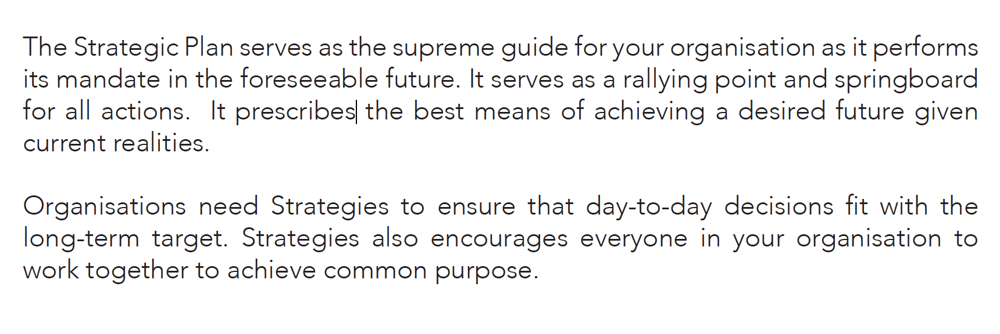 The Strategic Plan serves as the supreme guide for your organisation as it performs
its mandate in the foreseeable future. It serves as a rallying point and springboard
for all actions.  It prescribes the best means of achieving a desired future given
current realities.
Organisations need Strategies to ensure that day-to-day decisions fit with the
long-term target. Strategies also encourages everyone in your organisation to
work together to achieve common purpose.